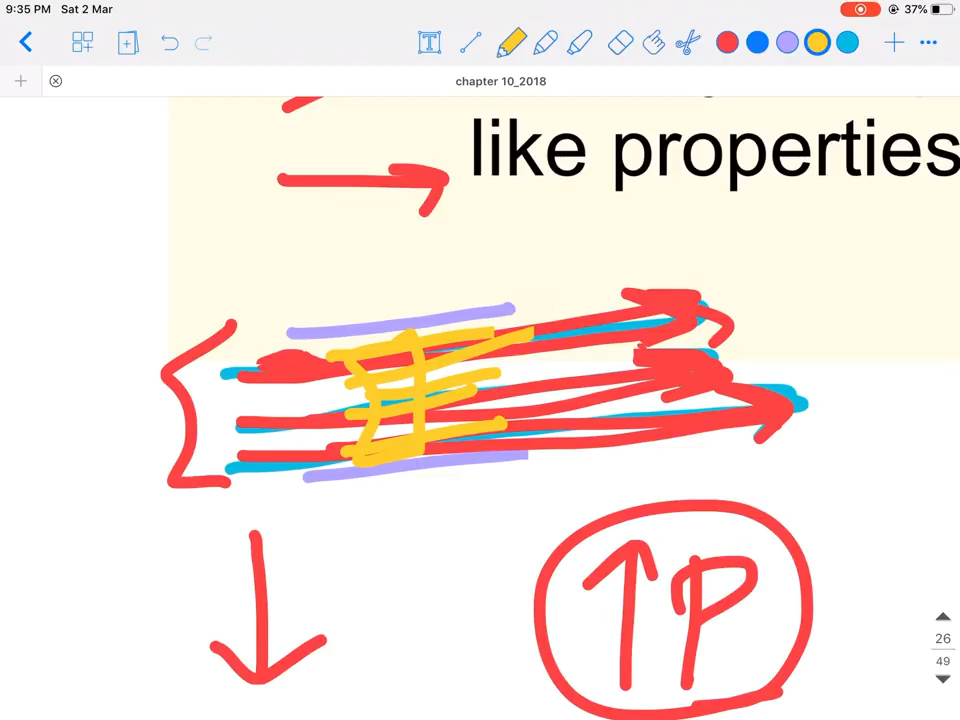 9:35 PM Sat 2 Mar
37%
T
chapter 10_2018
like properties
26
49
↑ P